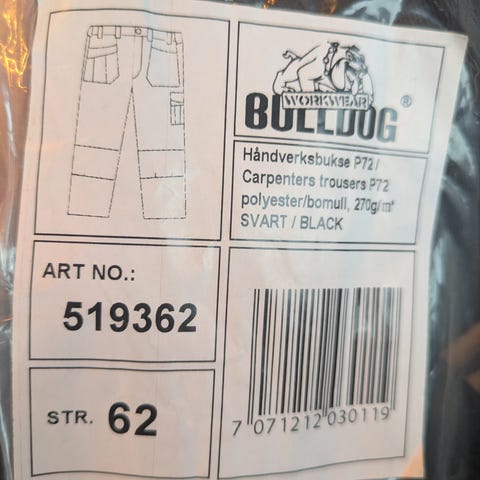 WORKWEAR
BULLDOG®
Håndverksbukse P72/
Carpenters trousers P72
polyester/bomull, 270g/m²
SVART / BLACK
ART NO.:
519362
STR. 62
7 071212 030119